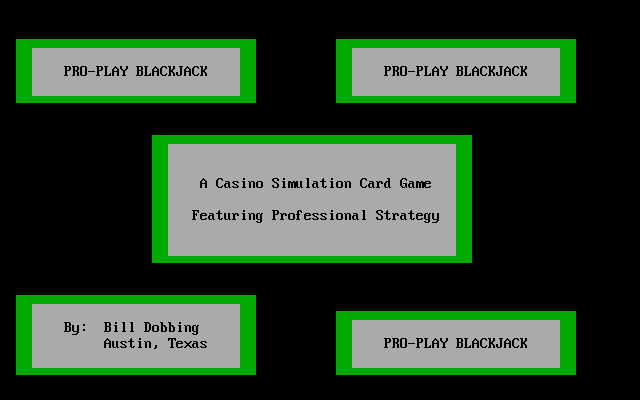 PRO-PLAY BLACKJACK
PRO-PLAY BLACKJACK
A Casino Simulation Card Game
Featuring Professional Strategy
By:  Bill Dobbing
Austin, Texas
PRO-PLAY BLACKJACK